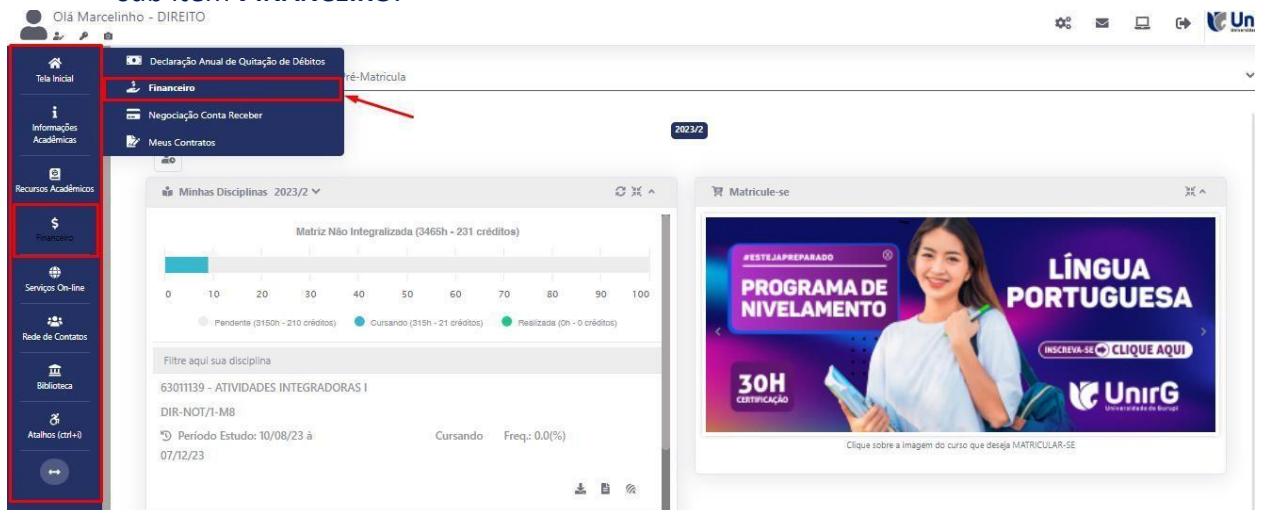 Olá Marcelinho - DIREITO
Un
Tela Inicial
Informações
Acadêmicas
Recursos Acadêmicos
Financeiro
Serviços On-line
Rede de Contatos
Biblioteca
Atalhos (ctrl+i)
Declaração Anual de Quitação de Débitos
Financeiro
Negociação Conta Receber
Meus Contratos
ré-Matricula
2023/2
Minhas Disciplinas 2023/2
Matriz Não Integralizada (3465h - 231 créditos)
0 10 20 30 40 50 60 70 80 90 100
Pendente (3150h - 210 créditos) Cursando (315h - 21 créditos) Realizada (0h - 0 créditos)
Filtre aqui sua disciplina
63011139 - ATIVIDADES INTEGRADORAS I
DIR-NOT/1-M8
Período Estudo: 10/08/23 à
07/12/23
Cursando Freq.: 0.0(%)
Matricule-se
#ESTEJAPREPARADO
PROGRAMA DE
NIVELAMENTO
30H
CERTIFICAÇÃO
LÍNGUA
PORTUGUESA
INSCREVA-SE CLIQUE AQUI
UnirG
Universidade de Gurupi
Clique sobre a imagem do curso que deseja MATRICULAR-SE